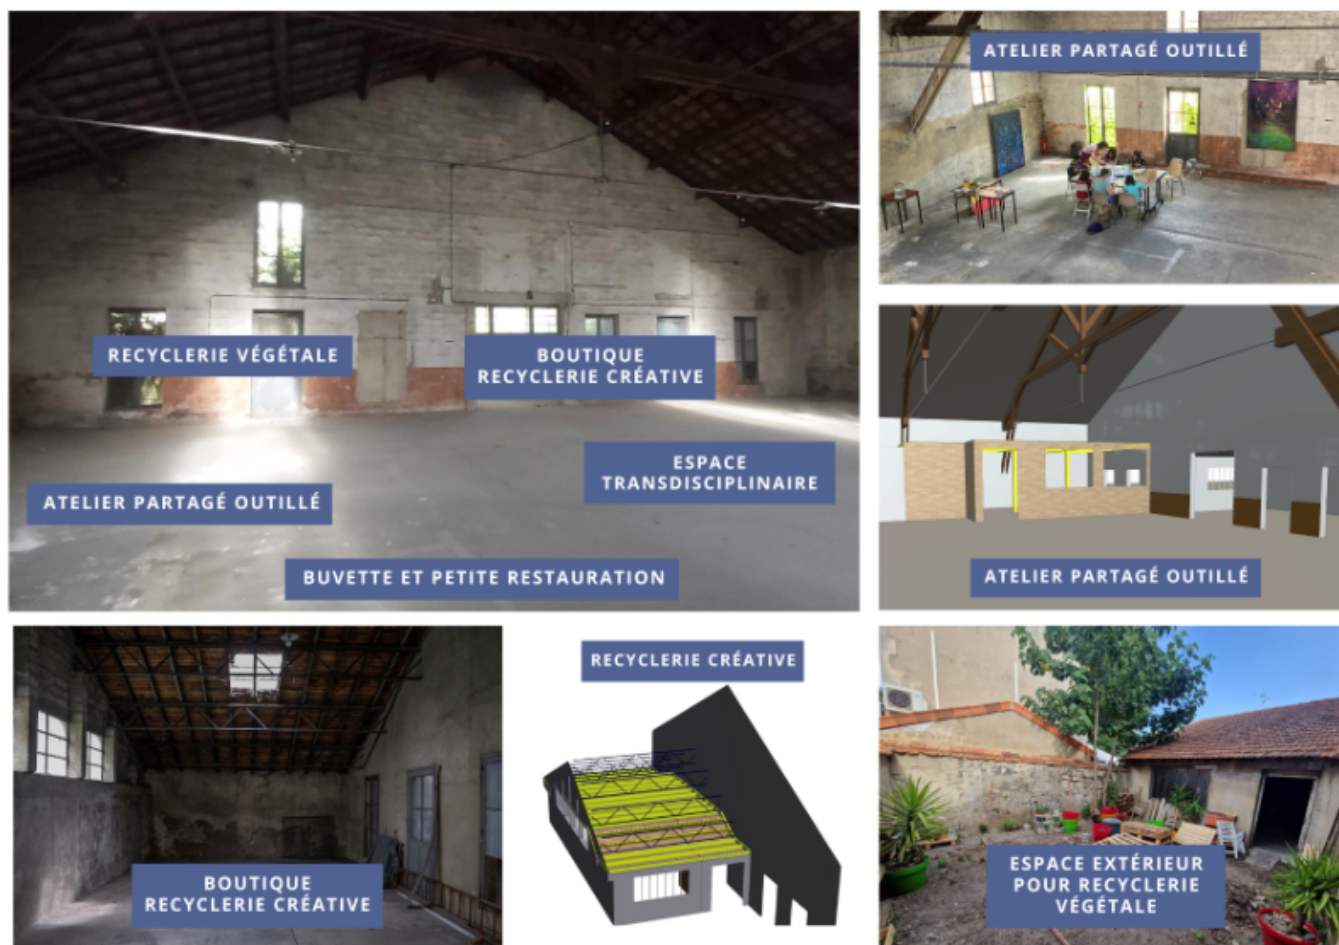 RECYCLERIE VÉGÉTALE
BOUTIQUE
RECYCLERIE CRÉATIVE
ESPACE
TRANSDISCIPLINAIRE
ATELIER PARTAGÉ OUTILLÉ
BUVETTE ET PETITE RESTAURATION
ATELIER PARTAGÉ OUTILLÉ
ATELIER PARTAGÉ OUTILLÉ
BOUTIQUE
RECYCLERIE CRÉATIVE
RECYCLERIE CRÉATIVE
ESPACE EXTÉRIEUR
POUR RECYCLERIE
VÉGÉTALE